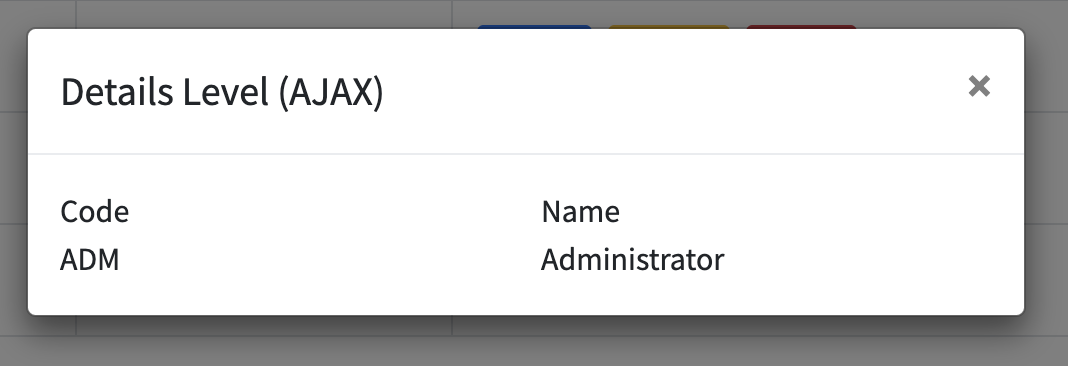 Details Level (AJAX)
×
Code
Name
ADM
Administrator